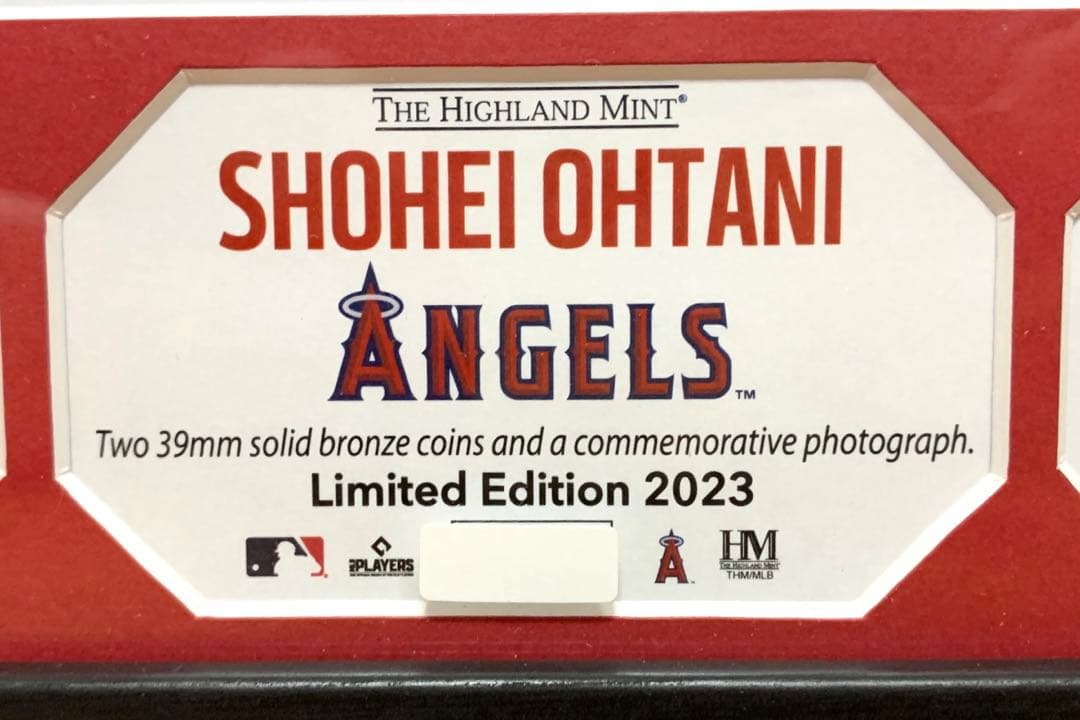 THE HIGHLAND MINT®
SHOHEI OHTANI
ANGELS™
Two 39mm solid bronze coins and a commemorative photograph.
Limited Edition 2023
PLAYERS
A
HM
THE HIGHLAND MINT
THM/MLB